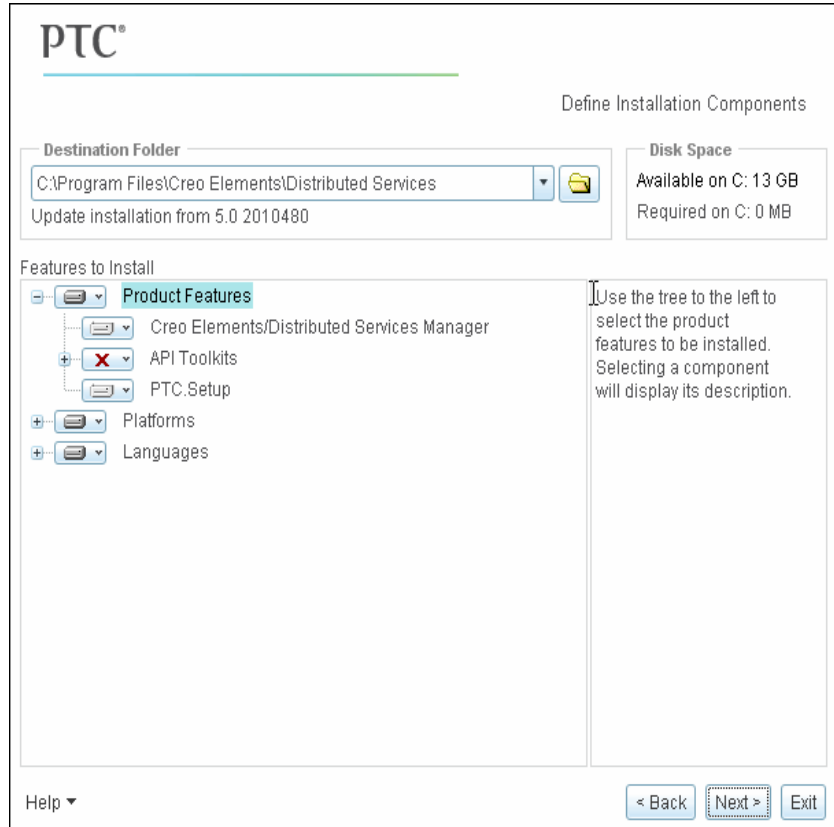 PTC®
Define Installation Components
Destination Folder
C:\Program Files\Creo Elements\Distributed Services
Update installation from 5.0 2010480
Disk Space
Available on C: 13 GB
Required on C: 0 MB
Features to Install
Product Features
Creo Elements/Distributed Services Manager
API Toolkits
PTC.Setup
Platforms
Languages
Use the tree to the left to
select the product
features to be installed.
Selecting a component
will display its description.
Help
< Back
Next >
Exit